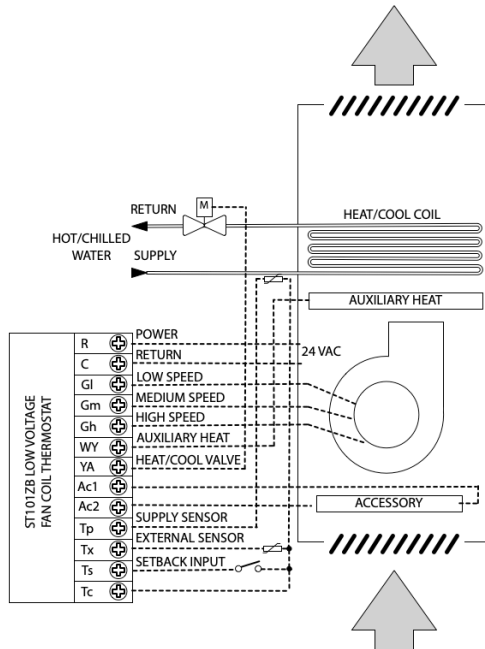 RETURN
M
HEAT/COOL COIL
HOT/CHILLED
WATER
SUPPLY
AUXILIARY HEAT
ST101ZB LOW VOLTAGE
FAN COIL THERMOSTAT
R POWER
24 VAC
C RETURN
Gl LOW SPEED
Gm MEDIUM SPEED
Gh HIGH SPEED
WY AUXILIARY HEAT
YA HEAT/COOL VALVE
Ac1
Ac2
ACCESSORY
Tp SUPPLY SENSOR
Tx EXTERNAL SENSOR
Ts SETBACK INPUT
Tc